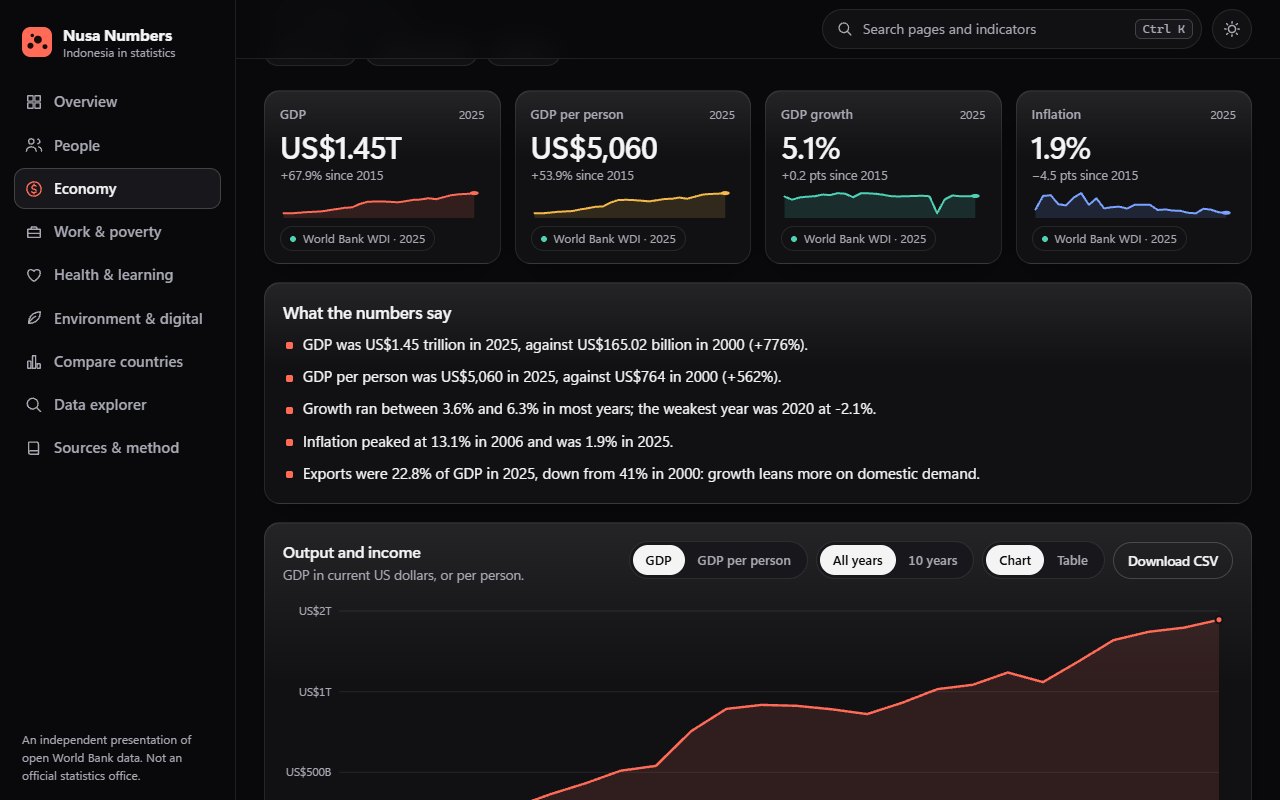 Nusa Numbers
Indonesia in statistics
Search pages and indicators
Ctrl K
Overview
People
Economy
Work & poverty
Health & learning
Environment & digital
Compare countries
Data explorer
Sources & method
An independent presentation of
open World Bank data. Not an
official statistics office.
GDP 2025
US$1.45T
+67.9% since 2015
World Bank WDI · 2025
GDP per person 2025
US$5,060
+53.9% since 2015
World Bank WDI · 2025
GDP growth 2025
5.1%
+0.2 pts since 2015
World Bank WDI · 2025
Inflation 2025
1.9%
−4.5 pts since 2015
World Bank WDI · 2025
What the numbers say
GDP was US$1.45 trillion in 2025, against US$165.02 billion in 2000 (+776%).
GDP per person was US$5,060 in 2025, against US$764 in 2000 (+562%).
Growth ran between 3.6% and 6.3% in most years; the weakest year was 2020 at -2.1%.
Inflation peaked at 13.1% in 2006 and was 1.9% in 2025.
Exports were 22.8% of GDP in 2025, down from 41% in 2000: growth leans more on domestic demand.
Output and income
GDP in current US dollars, or per person.
GDP GDP per person
All years 10 years
Chart Table
Download CSV
US$2T
US$1T
US$500B